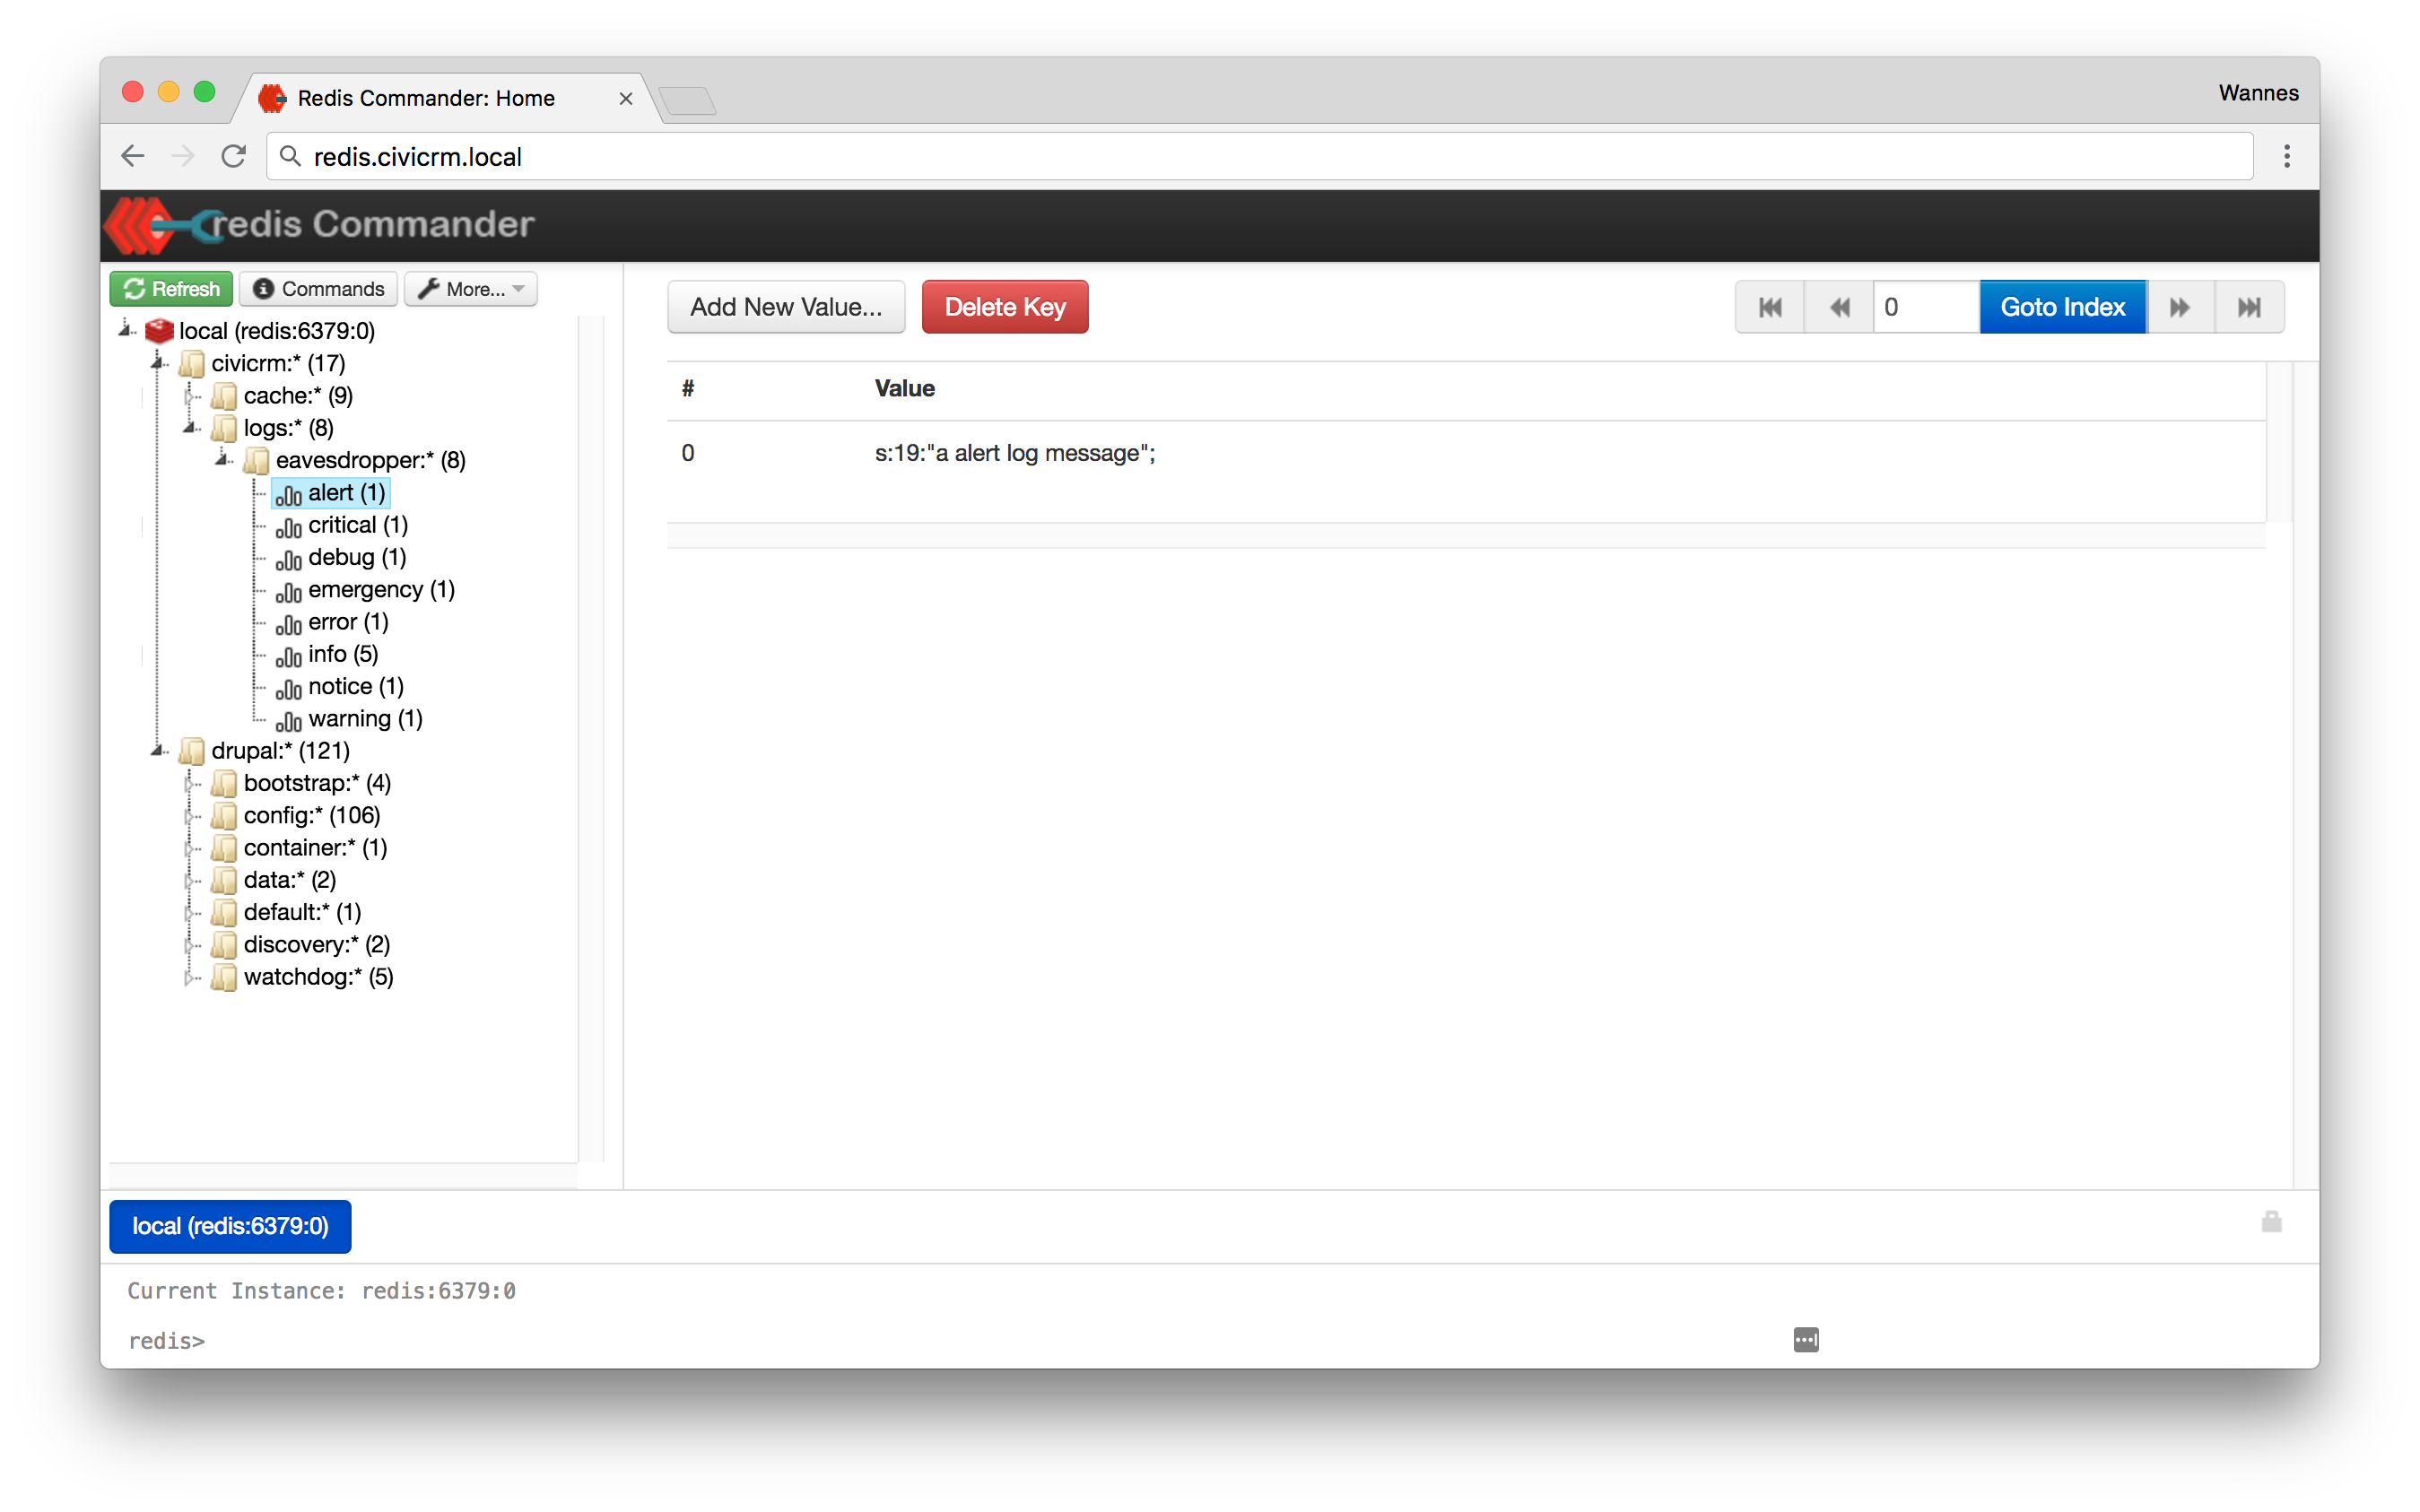 Redis Commander: Home
Wannes
redis.civicrm.local
redis Commander
Refresh Commands More...
Add New Value... Delete Key 0 Goto Index
local (redis:6379:0)
civicrm:* (17)
cache:* (9)
logs:* (8)
eavesdropper:* (8)
alert (1)
critical (1)
debug (1)
emergency (1)
error (1)
info (5)
notice (1)
warning (1)
drupal:* (121)
bootstrap:* (4)
config:* (106)
container:* (1)
data:* (2)
default:* (1)
discovery:* (2)
watchdog:* (5)
# Value
0 s:19:"a alert log message";
local (redis:6379:0)
Current Instance: redis:6379:0
redis>